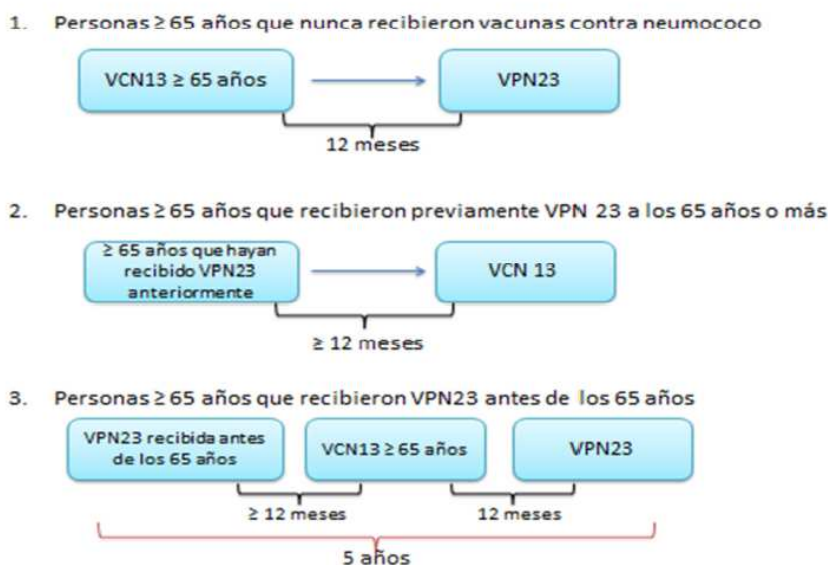 1. Personas ≥ 65 años que nunca recibieron vacunas contra neumococo
VCN13 ≥ 65 años
VPN23
12 meses
2. Personas ≥ 65 años que recibieron previamente VPN 23 a los 65 años o más
≥ 65 años que hayan
recibido VPN23
anteriormente
VCN 13
≥ 12 meses
3. Personas ≥ 65 años que recibieron VPN23 antes de los 65 años
VPN23 recibida antes
de los 65 años
VCN13 ≥ 65 años
VPN23
≥ 12 meses
12 meses
5 años